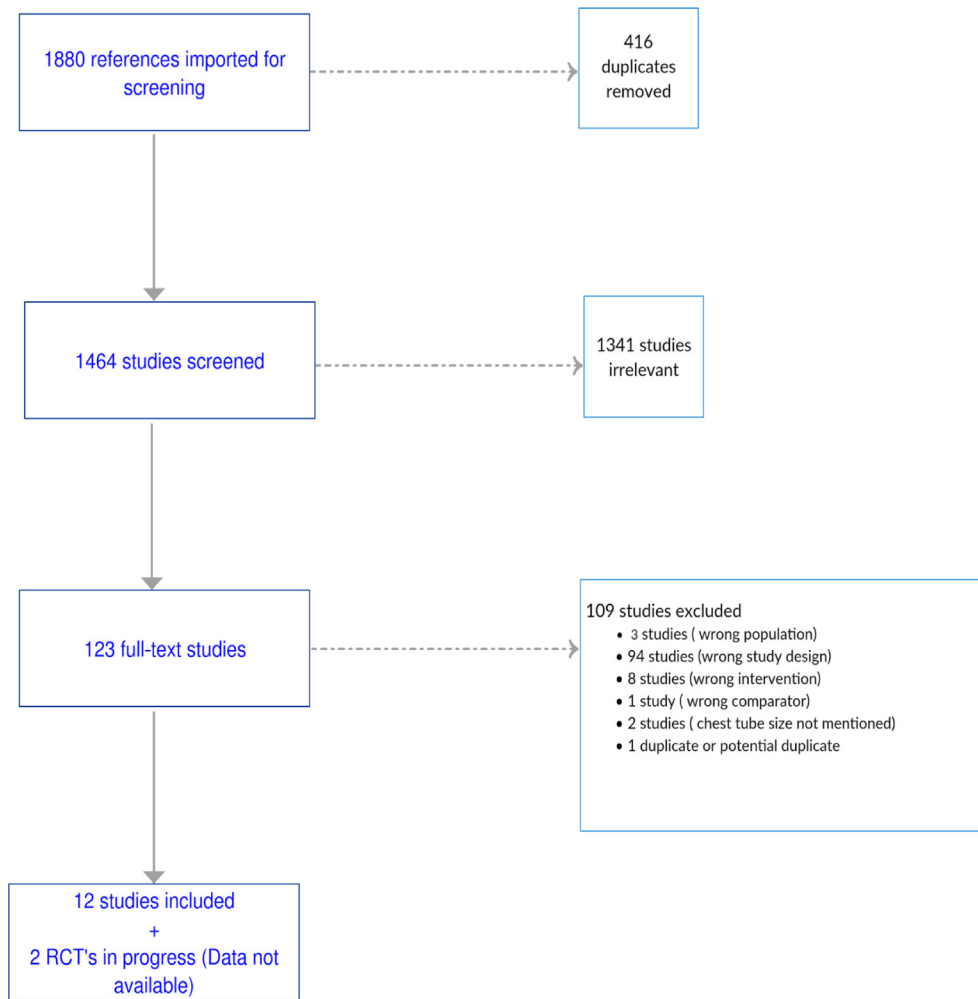 1880 references imported for
screening
416
duplicates
removed
1464 studies screened
1341 studies
irrelevant
123 full-text studies
109 studies excluded
• 3 studies ( wrong population)
• 94 studies (wrong study design)
• 8 studies (wrong intervention)
• 1 study ( wrong comparator)
• 2 studies ( chest tube size not mentioned)
• 1 duplicate or potential duplicate
12 studies included
+
2 RCT's in progress (Data not
available)